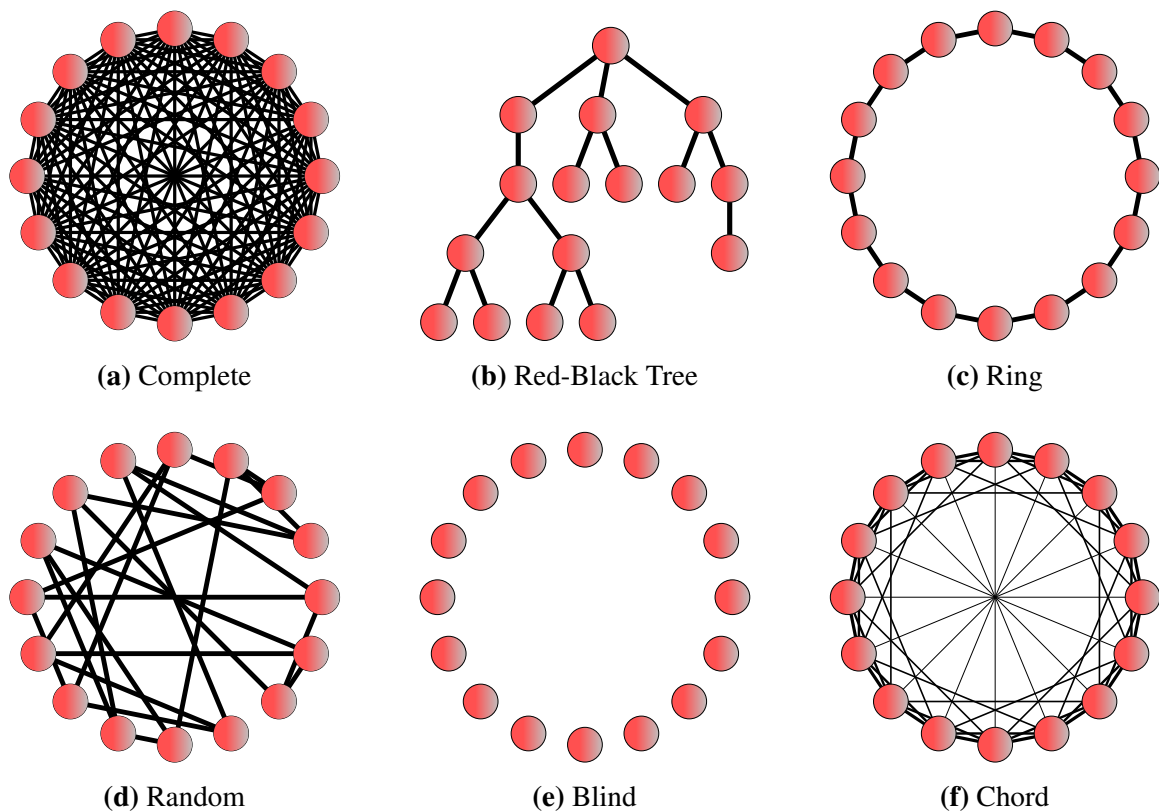 (a) Complete
(b) Red-Black Tree
(c) Ring
(d) Random
(e) Blind
(f) Chord